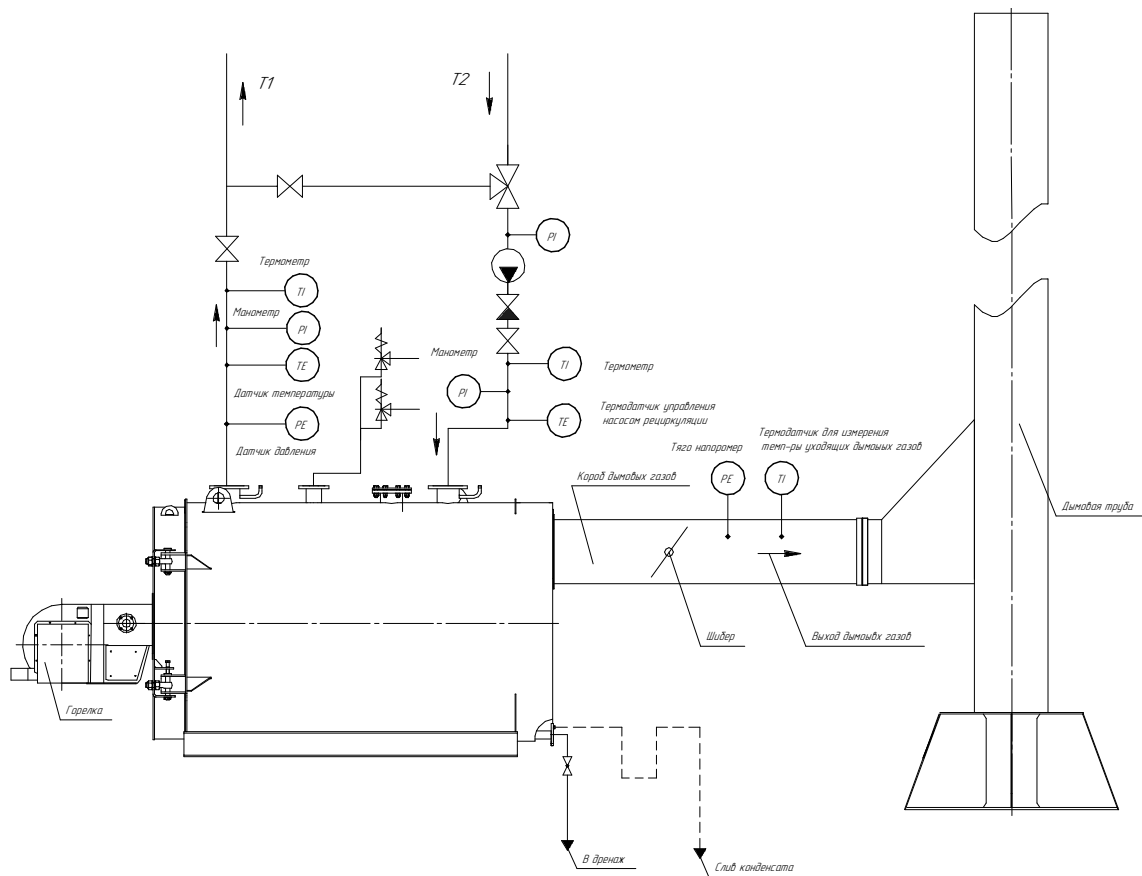 T1
T2
PI
Термометр
TI
Манометр
PI
TE
Датчик температуры
PE
Датчик давления
Манометр
PI
TI
Термометр
TE
Термодатчик управления
насосом рециркуляции
Тяго напоромер
PE
Термодатчик для измерения
темп-ры уходящих дымоыых газов
TI
Короб дымовых газов
Дымовая труба
Шибер
Выход дымоывх газов
Горелка
В дренаж
Слив конденсата